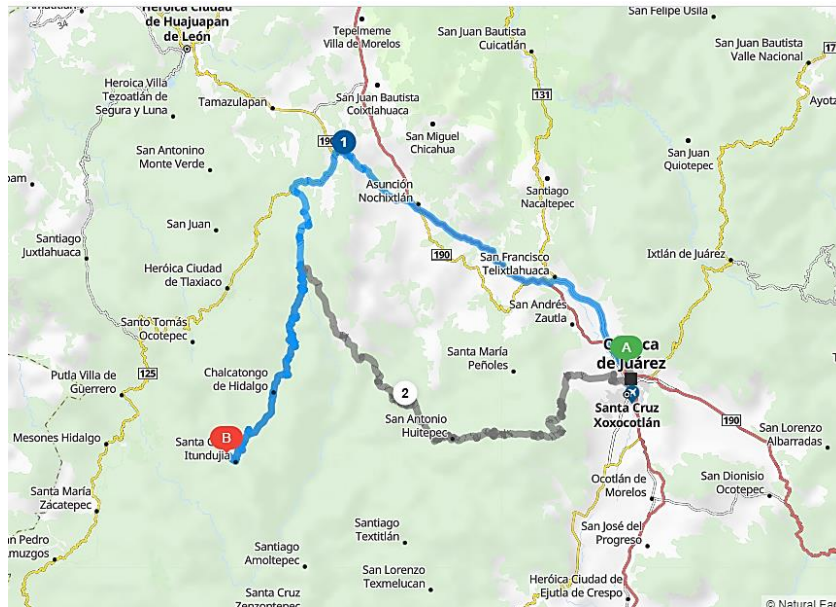 Heroica Ciudad
de Huajuapan
de León
34
Tepelmeme
Villa de Morelos
San Felipe Usila
San Juan Bautista
Cuicatlán
San Juan Bautista
Valle Nacional
Heroica Villa
Tezoatlán de
Segura y Luna
Tamazulapan
San Juan Bautista
Coixtlahuaca
131
190
1
San Miguel
Chicahua
San Antonino
Monte Verde
San Juan
Quiotepec
Asunción
Nochixtlán
Santiago
Nacaltepec
San Juan
Santiago
Juxtlahuaca
190
San Francisco
Telixtlahuaca
Ixtlán de Juárez
Heróica Ciudad
de Tlaxiaco
San Andrés
Zautla
Santo Tomás
Ocotepec
A
de Juárez
Santa María
Peñoles
125
Putla Villa de
Guerrero
Chalcatongo
de Hidalgo
2
Santa Cruz
Xoxocotlán
San Antonio
Huitepec
190
San Lorenzo
Albarradas
Mesones Hidalgo
B
Itundujia
Santa María
Zacatepec
Ocotlán de
Morelos
San Dionisio
Ocotepec
Santiago
Textitlán
San José del
Progreso
Santiago
Amoltepec
San Lorenzo
Texmelucan
Heróica Ciudad de
Ejutla de Crespo
Santa Cruz
Zenzontepec